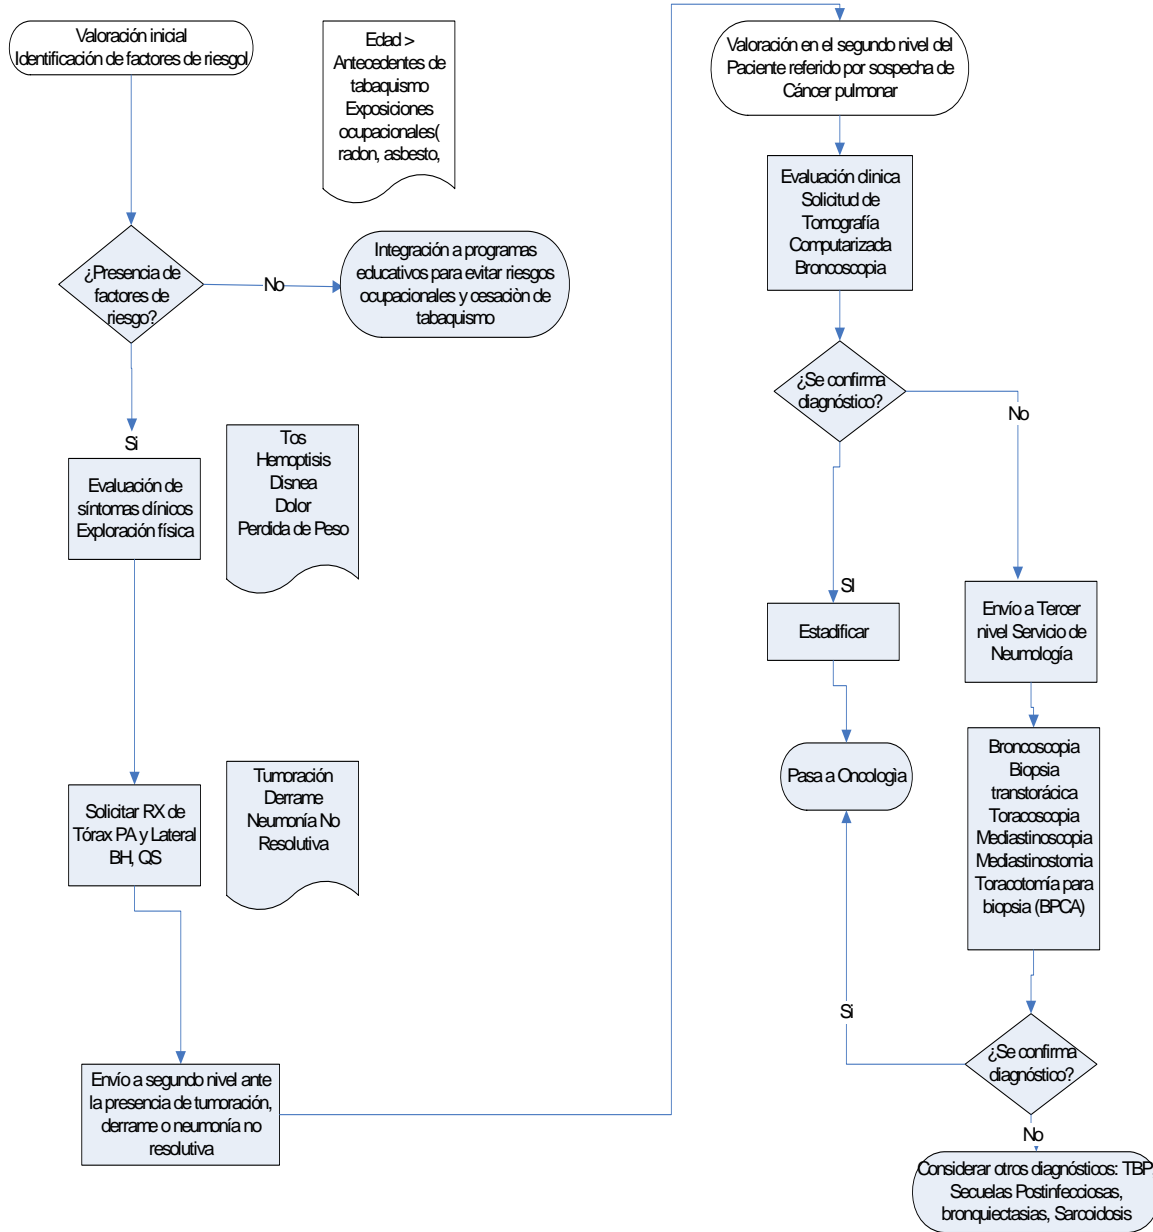 Valoración inicial
Identificación de factores de riesgol
Edad >
Antecedentes de
tabaquismo
Exposiciones
ocupacionales(
radon, asbesto,
¿Presencia de
factores de
riesgo?
No
Integración a programas
educativos para evitar riesgos
ocupacionales y cesaciòn de
tabaquismo
Si
Evaluación de
síntomas clínicos
Exploración física
Tos
Hemoptisis
Disnea
Dolor
Perdida de Peso
Solicitar RX de
Tórax PA y Lateral
BH, QS
Tumoración
Derrame
Neumonía No
Resolutiva
Envío a segundo nivel ante
la presencia de tumoración,
derrame o neumonía no
resolutiva
Valoración en el segundo nivel del
Paciente referido por sospecha de
Cáncer pulmonar
Evaluación clinica
Solicitud de
Tomografía
Computarizada
Broncoscopia
¿Se confirma
diagnóstico?
No
SI
Estadificar
Pasa a Oncologìa
Envío a Tercer
nivel Servicio de
Neumología
Broncoscopia
Biopsia
transtorácica
Toracoscopia
Mediastinoscopia
Mediastinostomia
Toracotomía para
biopsia (BPCA)
Si
¿Se confirma
diagnóstico?
No
Considerar otros diagnósticos: TBP,
Secuelas Postinfecciosas,
bronquiectasias, Sarcoidosis